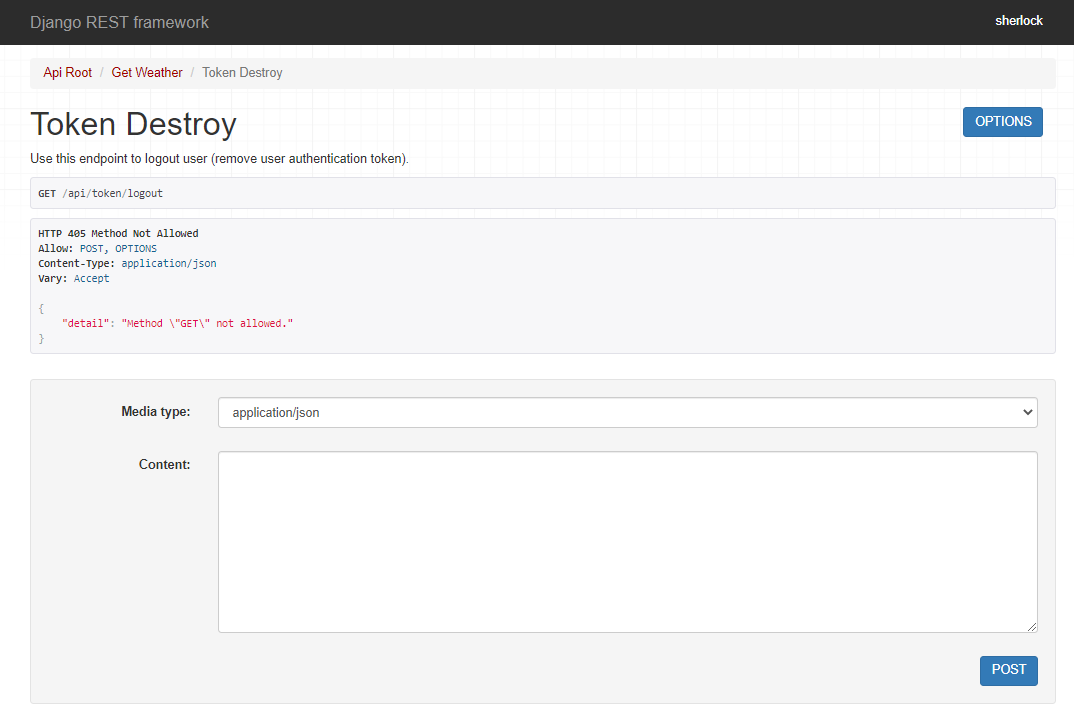 Django REST framework sherlock
Api Root / Get Weather / Token Destroy
Token Destroy OPTIONS
Use this endpoint to logout user (remove user authentication token).
GET /api/token/logout
HTTP 405 Method Not Allowed
Allow: POST, OPTIONS
Content-Type: application/json
Vary: Accept
{
    "detail": "Method \"GET\" not allowed."
}
Media type: application/json
Content:
POST